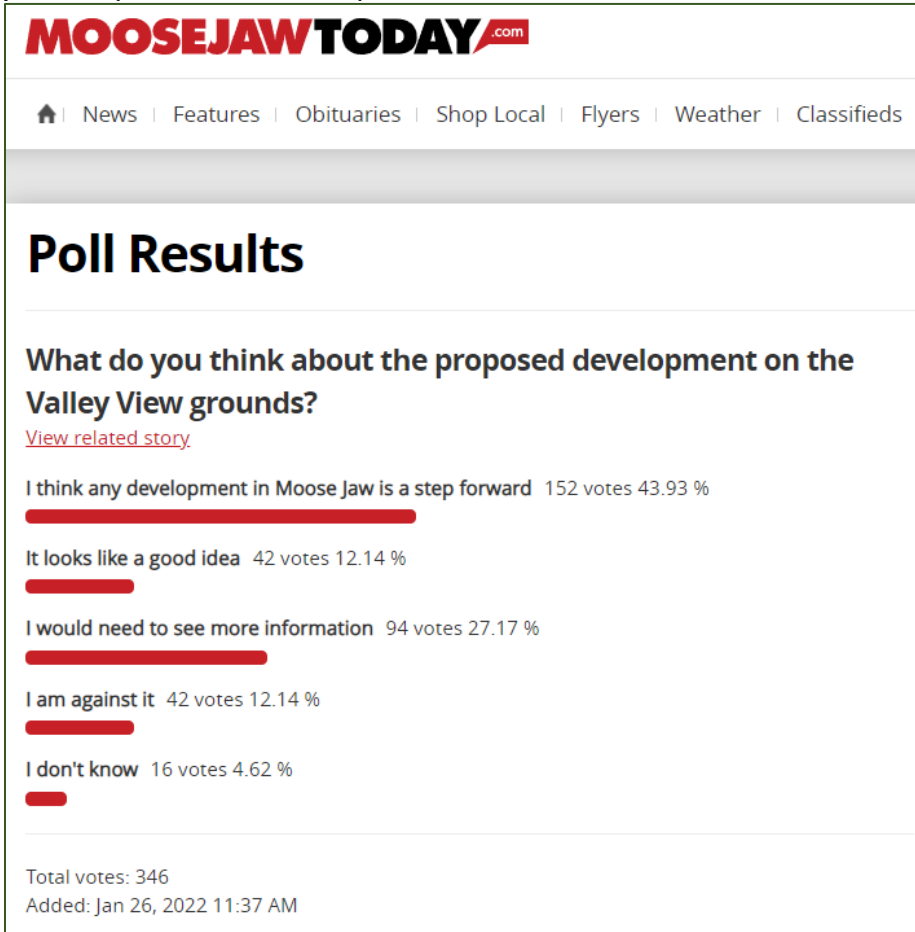 MOOSEJAWTODAY.com
News | Features | Obituaries | Shop Local | Flyers | Weather | Classifieds
Poll Results
What do you think about the proposed development on the
Valley View grounds?
View related story
I think any development in Moose Jaw is a step forward 152 votes 43.93 %
It looks like a good idea 42 votes 12.14 %
I would need to see more information 94 votes 27.17 %
I am against it 42 votes 12.14 %
I don't know 16 votes 4.62 %
Total votes: 346
Added: Jan 26, 2022 11:37 AM